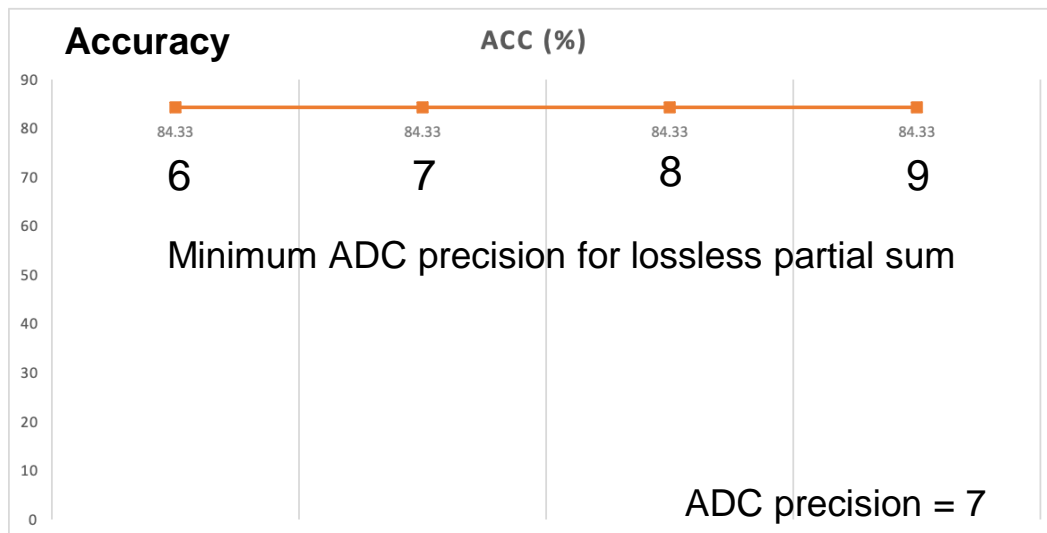 Accuracy
ACC (%)
90
80
84.33 84.33 84.33 84.33
70
6 7 8 9
60
Minimum ADC precision for lossless partial sum
50
40
30
20
10
ADC precision = 7
0